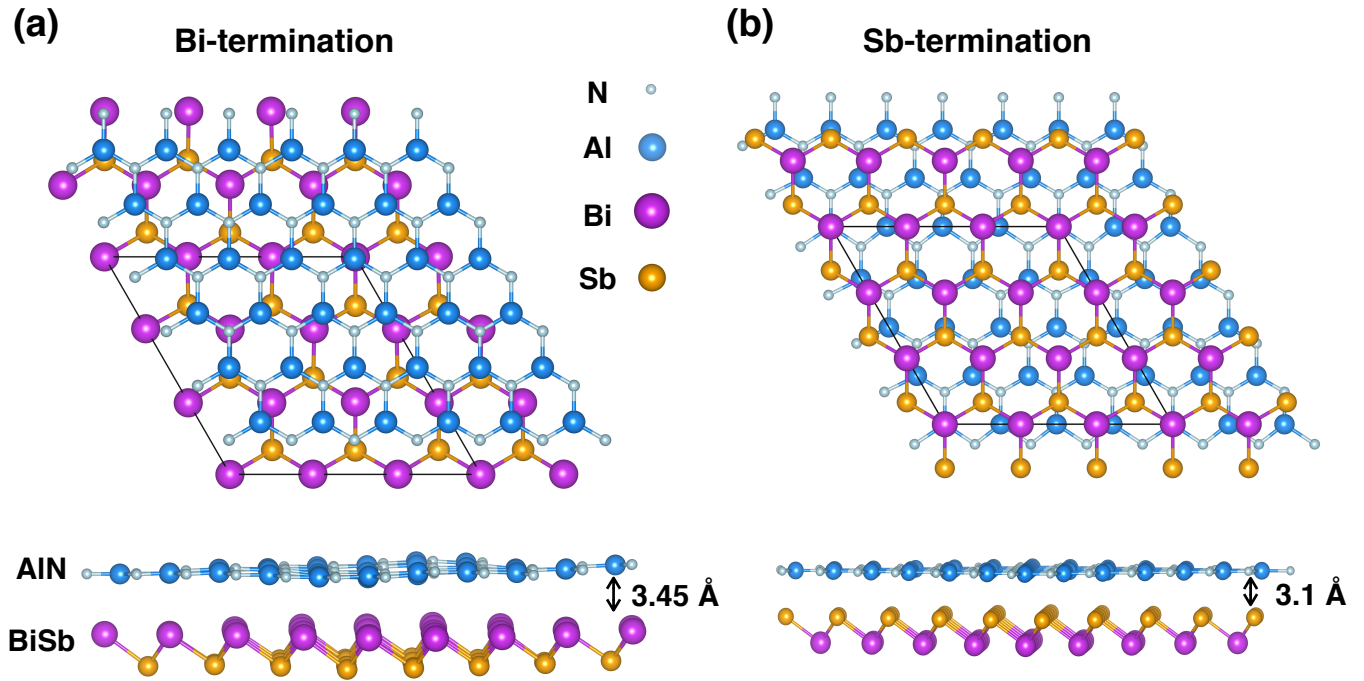 (a)
Bi-termination
(b)
Sb-termination
N
Al
Bi
Sb
AlN
3.45 Å
BiSb
3.1 Å